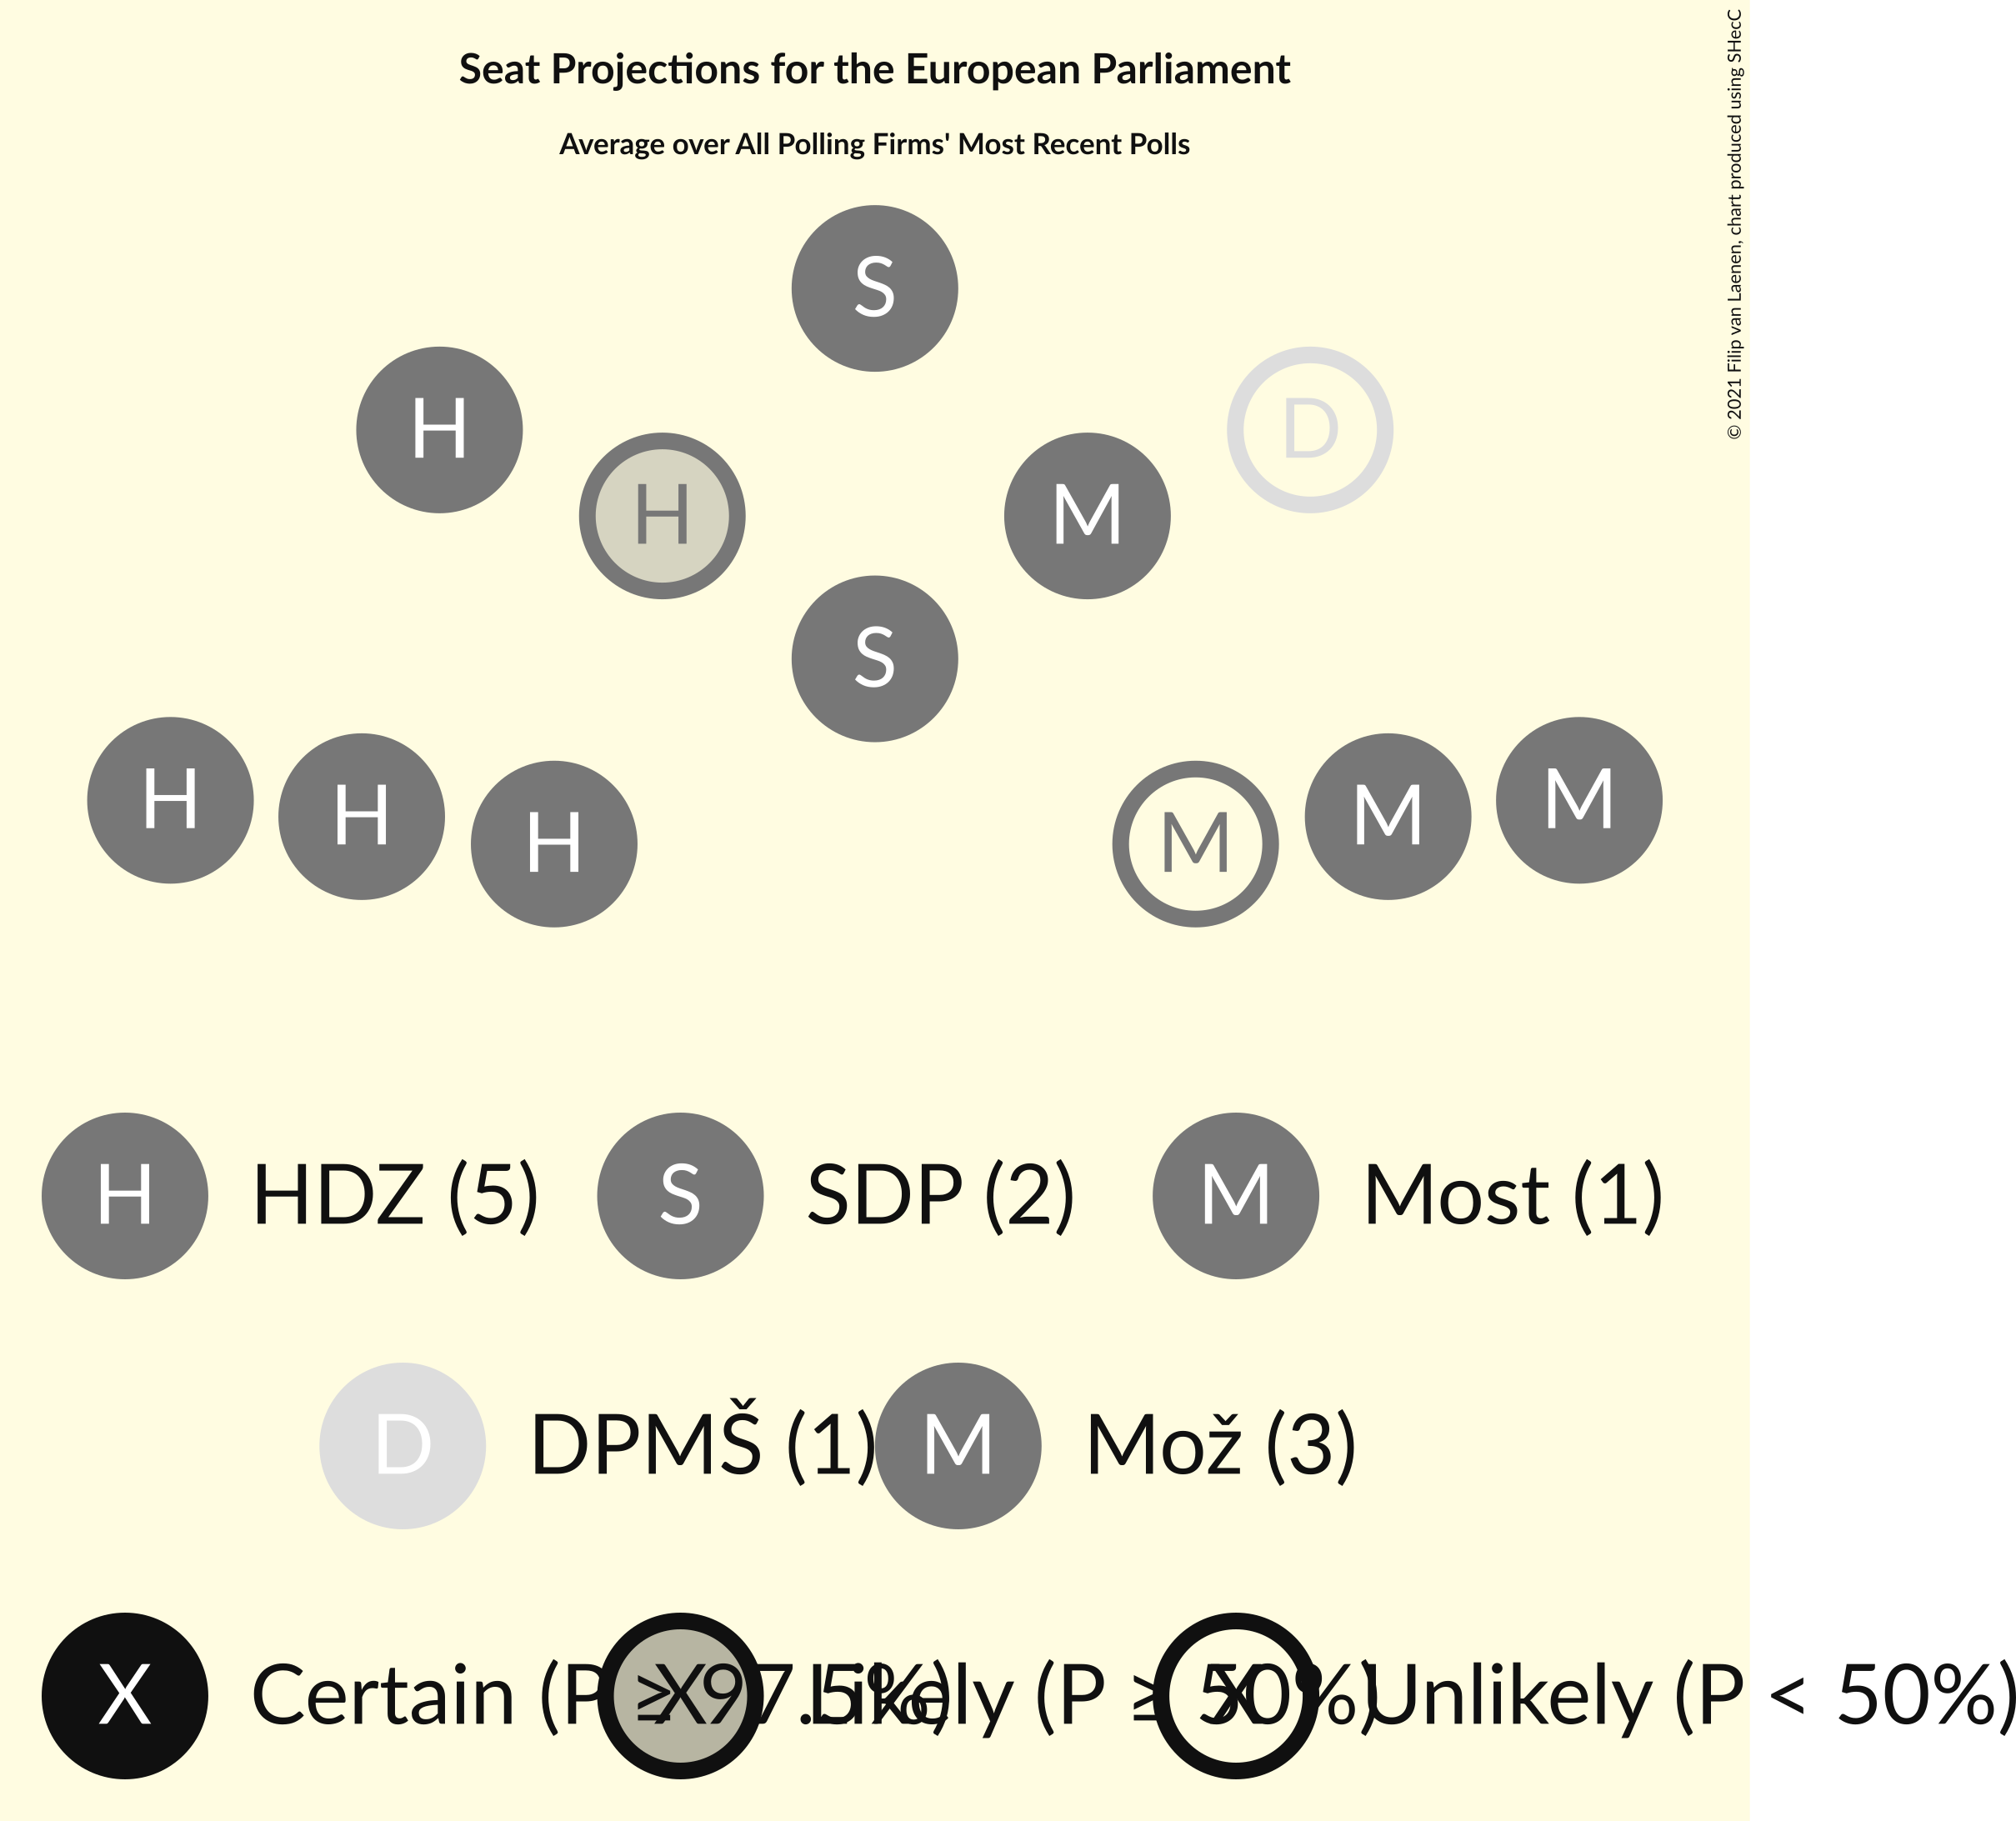 Seat Projections for the European Parliament
Average over All Polling Firms' Most Recent Polls
© 2021 Filip van Laenen, chart produced using SHecC
S
H
D
H
M
S
H
M
H
M
H
M
H HDZ (5) S SDP (2) M Most (1)
D DPMŠ (1) M Mož (3)
X Certain (P ≥ 97.5%) X Likely (P ≥ 50%) X Unlikely (P < 50%)